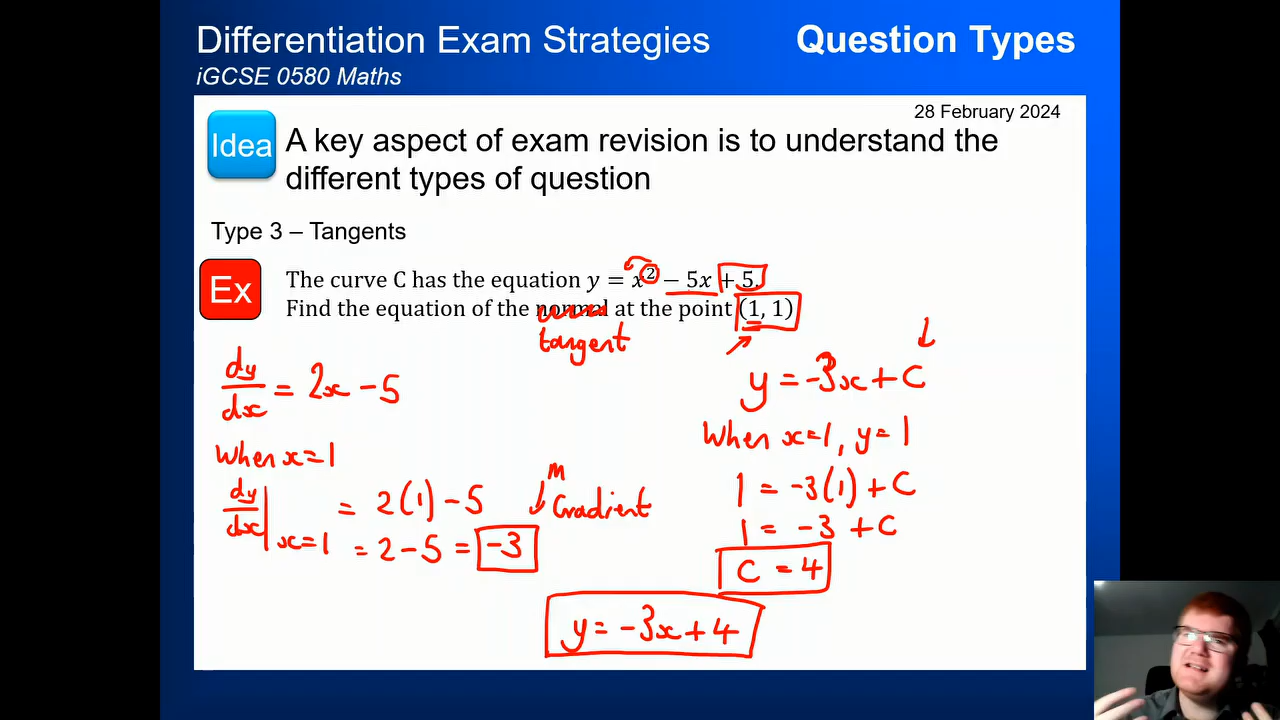 Differentiation Exam Strategies
Question Types
iGCSE 0580 Maths
28 February 2024
Idea
A key aspect of exam revision is to understand the
different types of question
Type 3 – Tangents
Ex
The curve C has the equation y = x² − 5x + 5.
Find the equation of the normal at the point (1, 1)
tangent
dy/dx = 2x - 5
When x=1
dy/dx | x=1 = 2(1) - 5
= 2 - 5 = -3
m
Gradient
y = -3x + C
When x=1, y=1
1 = -3(1) + C
1 = -3 + C
C = 4
y = -3x + 4